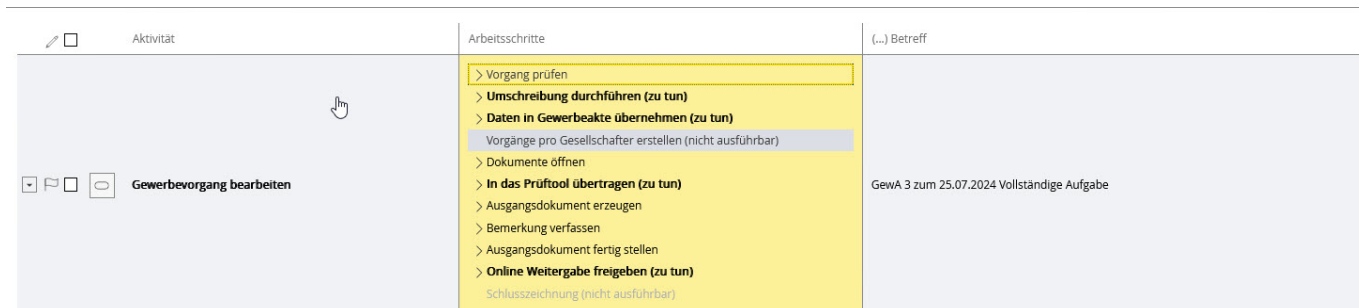 Aktivität
Arbeitsschritte
(...) Betreff
Vorgang prüfen
Umschreibung durchführen (zu tun)
Daten in Gewerbeakte übernehmen (zu tun)
Vorgänge pro Gesellschafter erstellen (nicht ausführbar)
Dokumente öffnen
Gewerbevorgang bearbeiten
In das Prüftool übertragen (zu tun)
GewA 3 zum 25.07.2024 Vollständige Aufgabe
Ausgangsdokument erzeugen
Bemerkung verfassen
Ausgangsdokument fertig stellen
Online Weitergabe freigeben (zu tun)
Schlusszeichnung (nicht ausführbar)